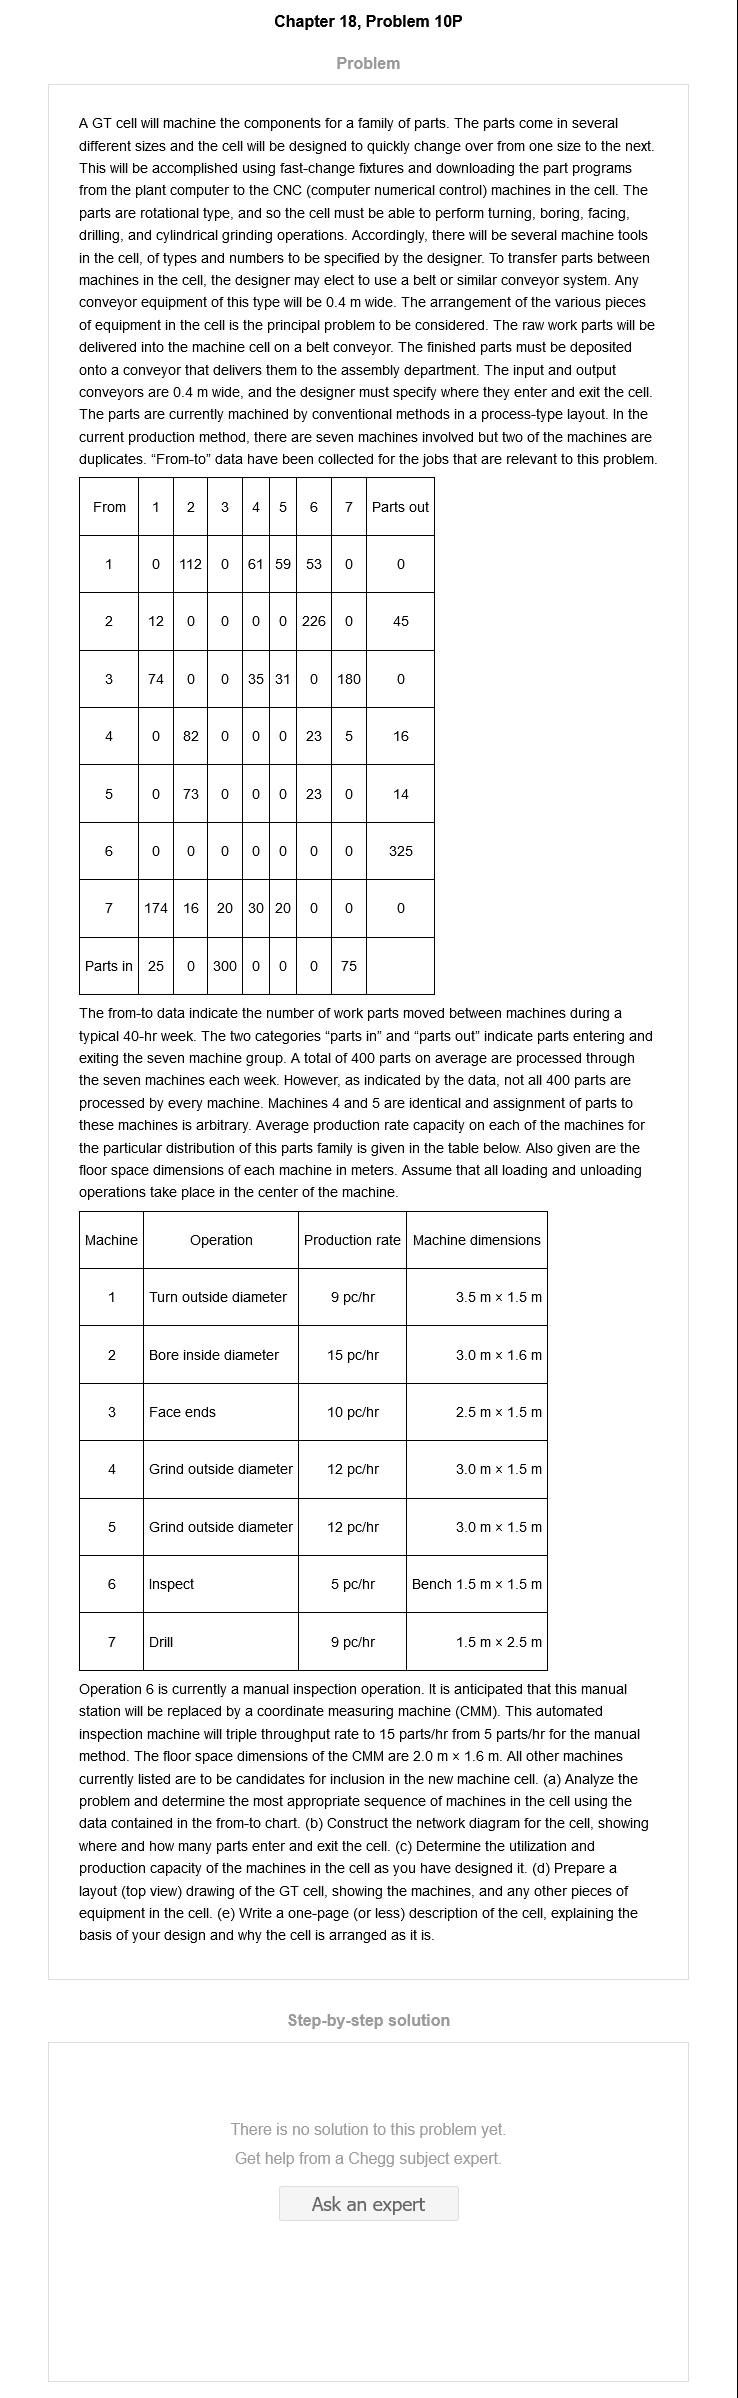 Chapter 18, Problem 10P
Problem
A GT cell will machine the components for a family of parts. The parts come in several
different sizes and the cell will be designed to quickly change over from one size to the next.
This will be accomplished using fast-change fixtures and downloading the part programs
from the plant computer to the CNC (computer numerical control) machines in the cell. The
parts are rotational type, and so the cell must be able to perform turning, boring, facing,
drilling, and cylindrical grinding operations. Accordingly, there will be several machine tools
in the cell, of types and numbers to be specified by the designer. To transfer parts between
machines in the cell, the designer may elect to use a belt or similar conveyor system. Any
conveyor equipment of this type will be 0.4 m wide. The arrangement of the various pieces
of equipment in the cell is the principal problem to be considered. The raw work parts will be
delivered into the machine cell on a belt conveyor. The finished parts must be deposited
onto a conveyor that delivers them to the assembly department. The input and output
conveyors are 0.4 m wide, and the designer must specify where they enter and exit the cell.
The parts are currently machined by conventional methods in a process-type layout. In the
current production method, there are seven machines involved but two of the machines are
duplicates. “From-to” data have been collected for the jobs that are relevant to this problem.
From 1 2 3 4 5 6 7 Parts out
1 0 112 0 61 59 53 0 0
2 12 0 0 0 0 226 0 45
3 74 0 0 35 31 0 180 0
4 0 82 0 0 0 23 5 16
5 0 73 0 0 0 23 0 14
6 0 0 0 0 0 0 0 325
7 174 16 20 30 20 0 0 0
Parts in 25 0 300 0 0 0 75
The from-to data indicate the number of work parts moved between machines during a
typical 40-hr week. The two categories “parts in” and “parts out” indicate parts entering and
exiting the seven machine group. A total of 400 parts on average are processed through
the seven machines each week. However, as indicated by the data, not all 400 parts are
processed by every machine. Machines 4 and 5 are identical and assignment of parts to
these machines is arbitrary. Average production rate capacity on each of the machines for
the particular distribution of this parts family is given in the table below. Also given are the
floor space dimensions of each machine in meters. Assume that all loading and unloading
operations take place in the center of the machine.
Machine Operation Production rate Machine dimensions
1 Turn outside diameter 9 pc/hr 3.5 m × 1.5 m
2 Bore inside diameter 15 pc/hr 3.0 m × 1.6 m
3 Face ends 10 pc/hr 2.5 m × 1.5 m
4 Grind outside diameter 12 pc/hr 3.0 m × 1.5 m
5 Grind outside diameter 12 pc/hr 3.0 m × 1.5 m
6 Inspect 5 pc/hr Bench 1.5 m × 1.5 m
7 Drill 9 pc/hr 1.5 m × 2.5 m
Operation 6 is currently a manual inspection operation. It is anticipated that this manual
station will be replaced by a coordinate measuring machine (CMM). This automated
inspection machine will triple throughput rate to 15 parts/hr from 5 parts/hr for the manual
method. The floor space dimensions of the CMM are 2.0 m × 1.6 m. All other machines
currently listed are to be candidates for inclusion in the new machine cell. (a) Analyze the
problem and determine the most appropriate sequence of machines in the cell using the
data contained in the from-to chart. (b) Construct the network diagram for the cell, showing
where and how many parts enter and exit the cell. (c) Determine the utilization and
production capacity of the machines in the cell as you have designed it. (d) Prepare a
layout (top view) drawing of the GT cell, showing the machines, and any other pieces of
equipment in the cell. (e) Write a one-page (or less) description of the cell, explaining the
basis of your design and why the cell is arranged as it is.
Step-by-step solution
There is no solution to this problem yet.
Get help from a Chegg subject expert.
Ask an expert